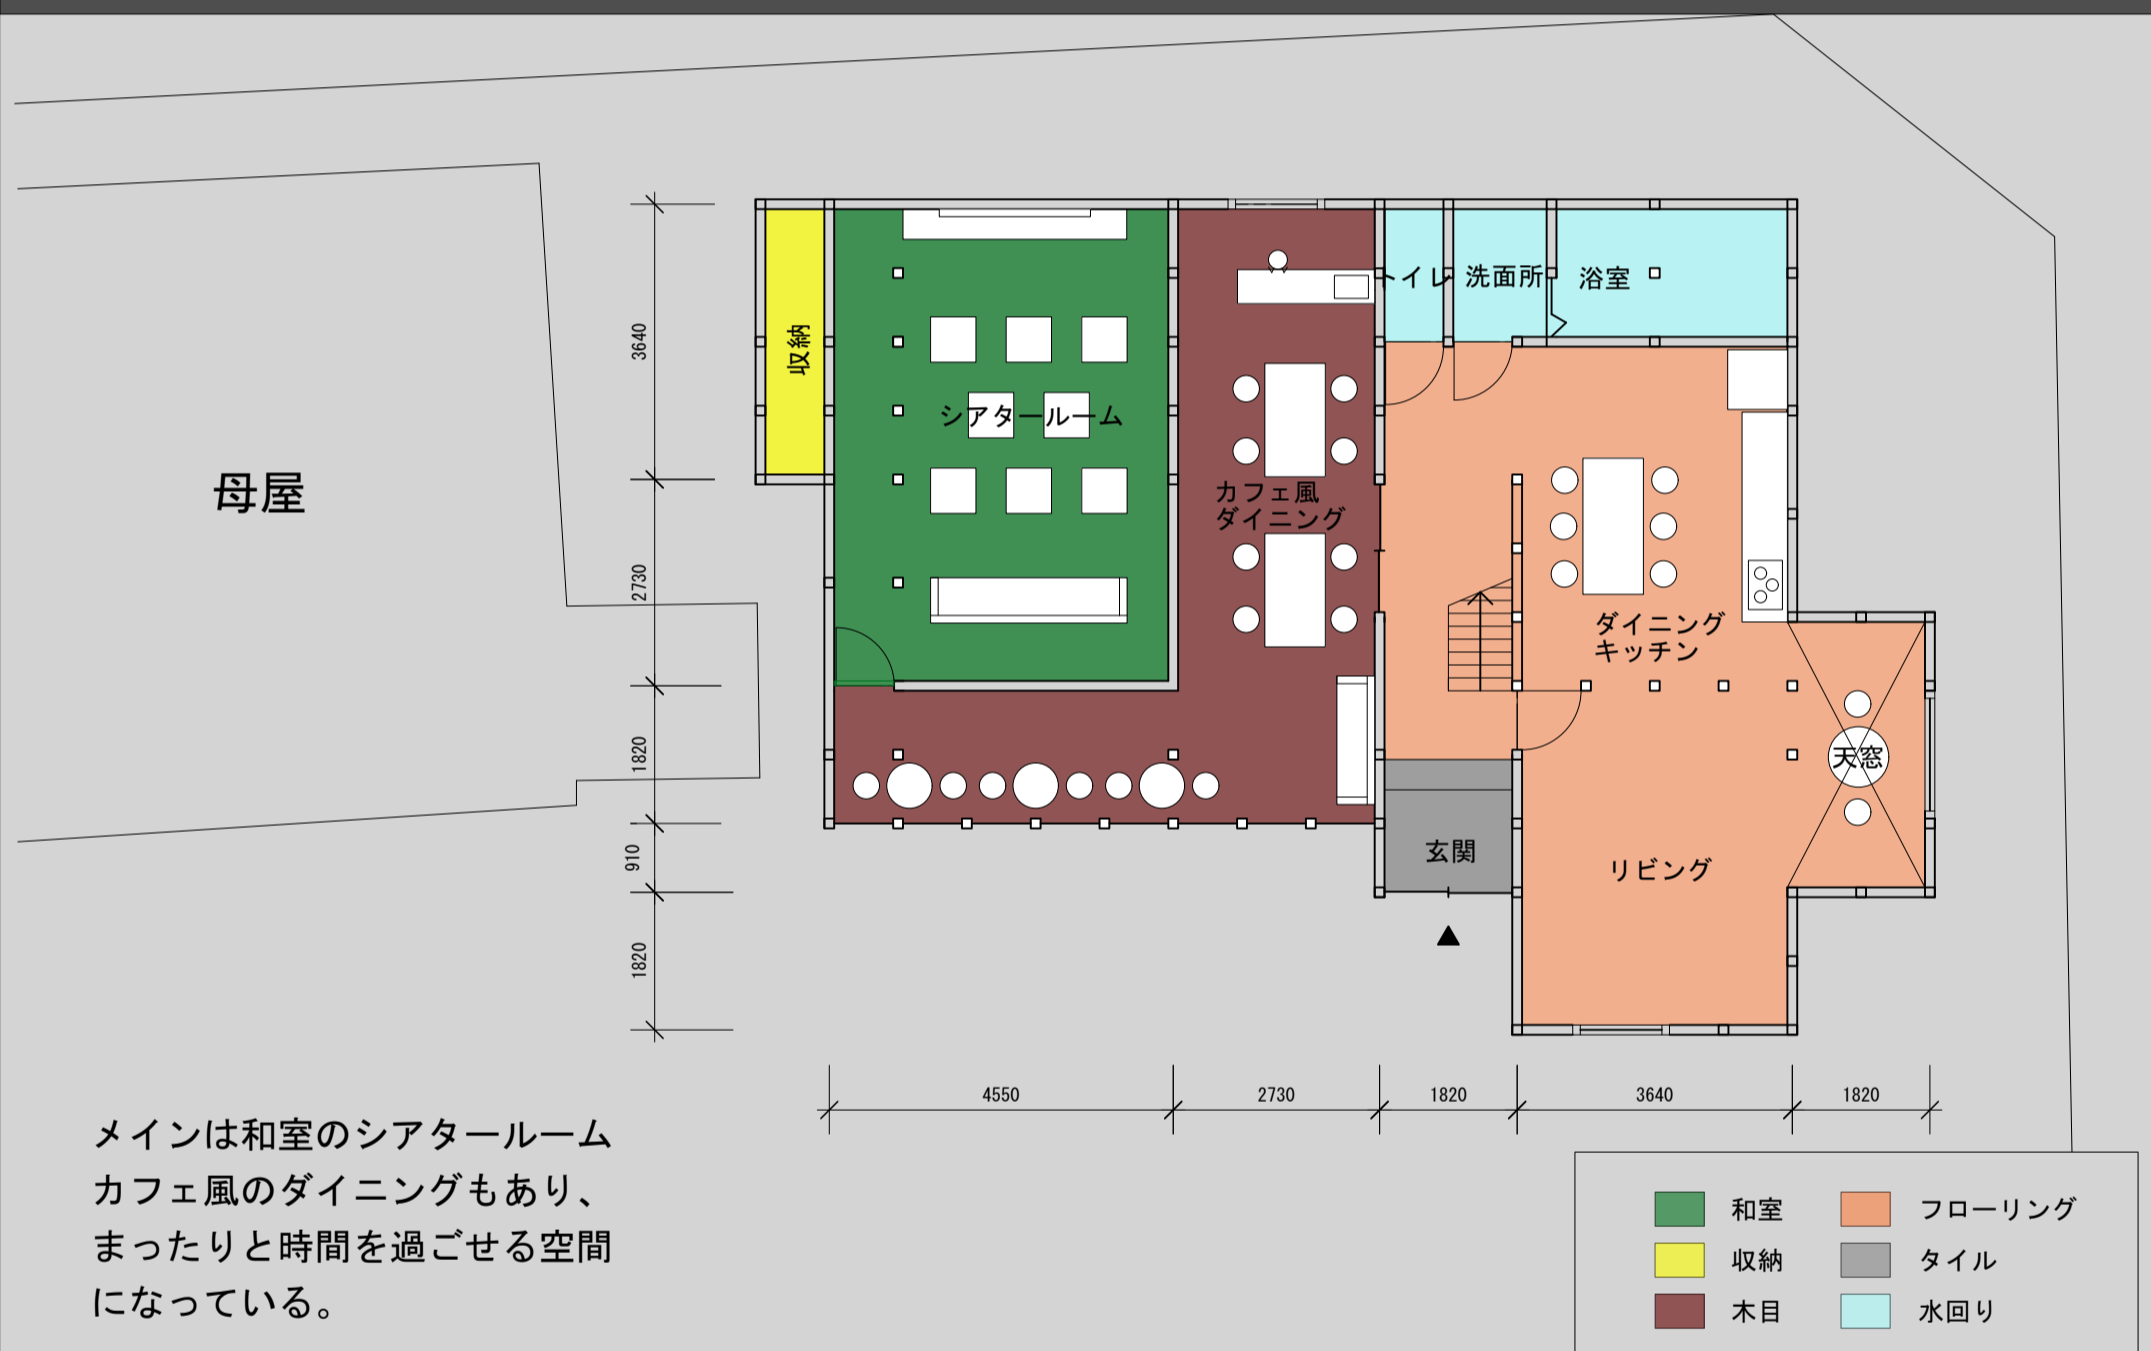 収納
シアタールーム
カフェ風
ダイニング
トイレ
洗面所
浴室
ダイニング
キッチン
天窓
リビング
玄関
母屋
3640
2730
1820
910
1820
4550
2730
1820
3640
1820
メインは和室のシアタールーム
カフェ風のダイニングもあり、
まったりと時間を過ごせる空間
になっている。
和室
フローリング
収納
タイル
木目
水回り